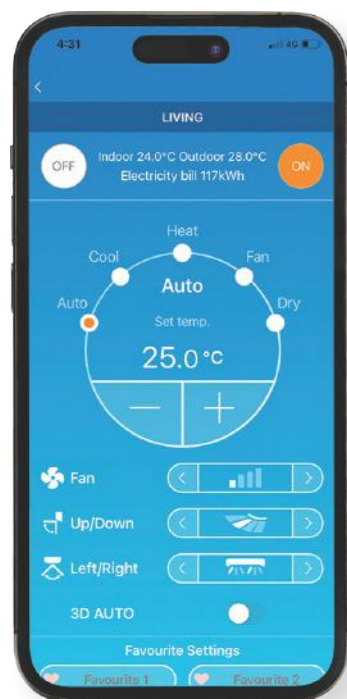 4:31
4G
LIVING
OFF
Indoor 24.0°C Outdoor 28.0°C
Electricity bill 117kWh
ON
Heat
Cool
Fan
Auto
Auto
Dry
Set temp.
25.0 °C
Fan
Up/Down
Left/Right
3D AUTO
Favourite Settings
Favourite 1
Favourite 2